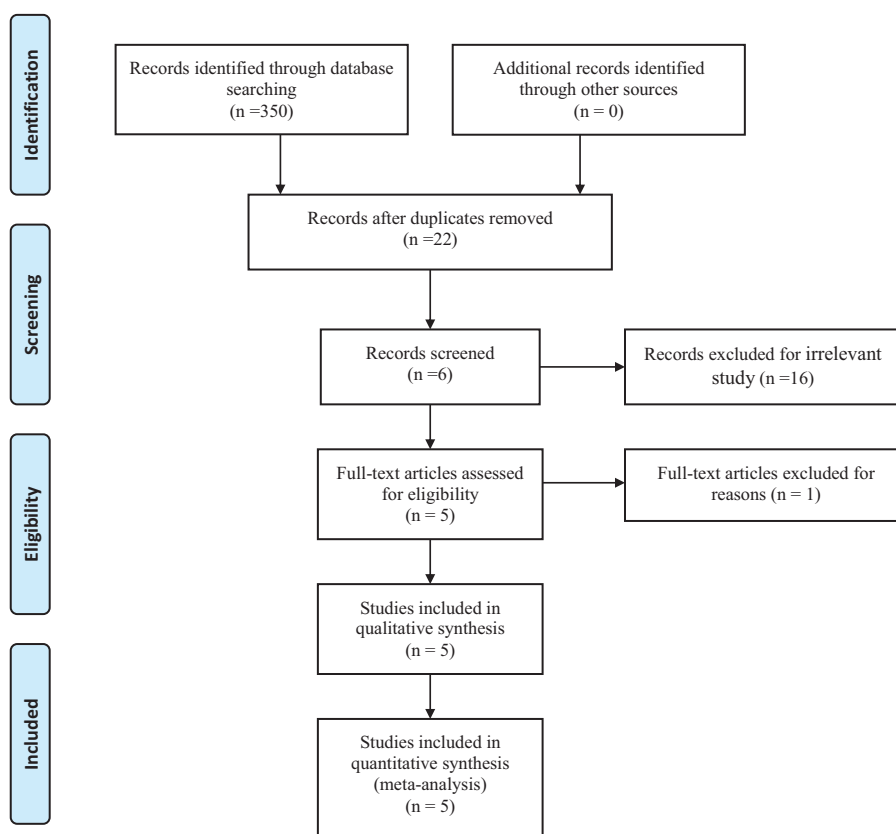 Identification
Records identified through database
searching
(n =350)
Additional records identified
through other sources
(n = 0)
Records after duplicates removed
(n =22)
Screening
Records screened
(n =6)
Records excluded for irrelevant
study (n =16)
Eligibility
Full-text articles assessed
for eligibility
(n = 5)
Full-text articles excluded for
reasons (n = 1)
Studies included in
qualitative synthesis
(n = 5)
Included
Studies included in
quantitative synthesis
(meta-analysis)
(n = 5)